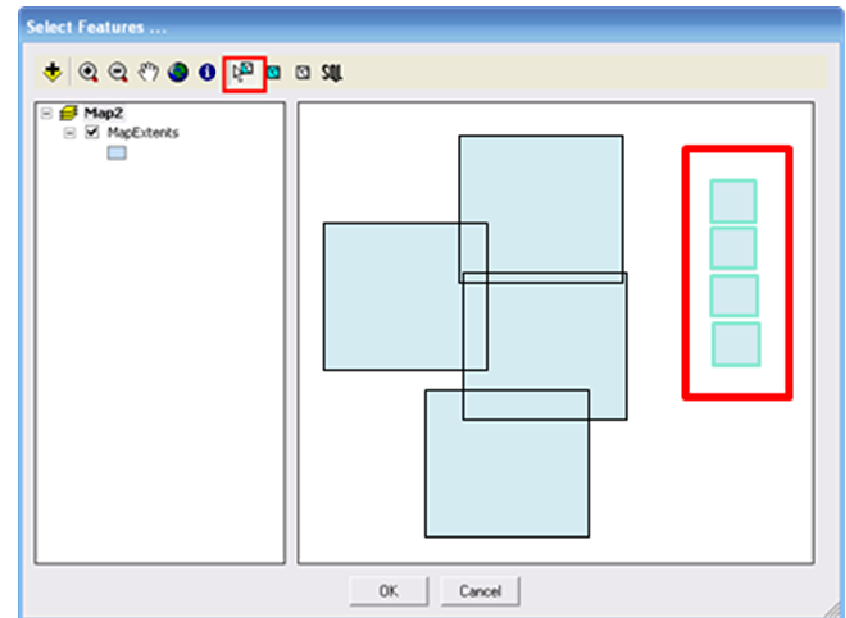 Select Features ...
SQL
Map2
MapExtents
OK
Cancel